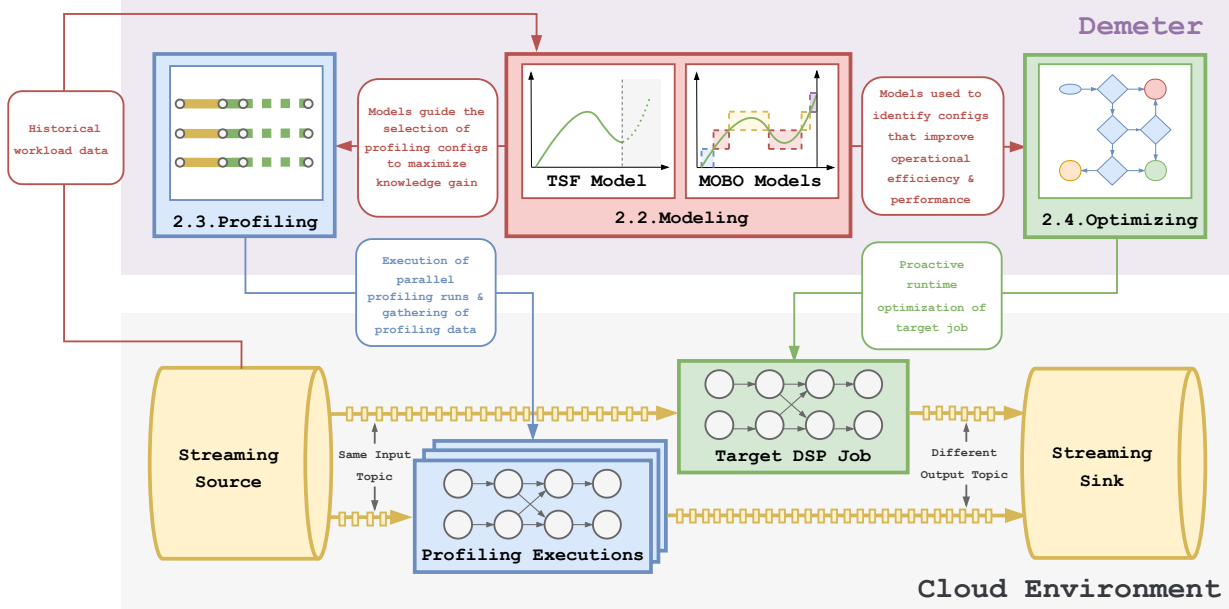 Demeter
Historical
workload data
2.3.Profiling
Models guide the
selection of
profiling configs
to maximize
knowledge gain
TSF Model
MOBO Models
2.2.Modeling
Models used to
identify configs
that improve
operational
efficiency &
performance
2.4.Optimizing
Execution of
parallel
profiling runs &
gathering of
profiling data
Proactive
runtime
optimization of
target job
Streaming
Source
Same Input
Topic
Profiling Executions
Target DSP Job
Different
Output Topic
Streaming
Sink
Cloud Environment